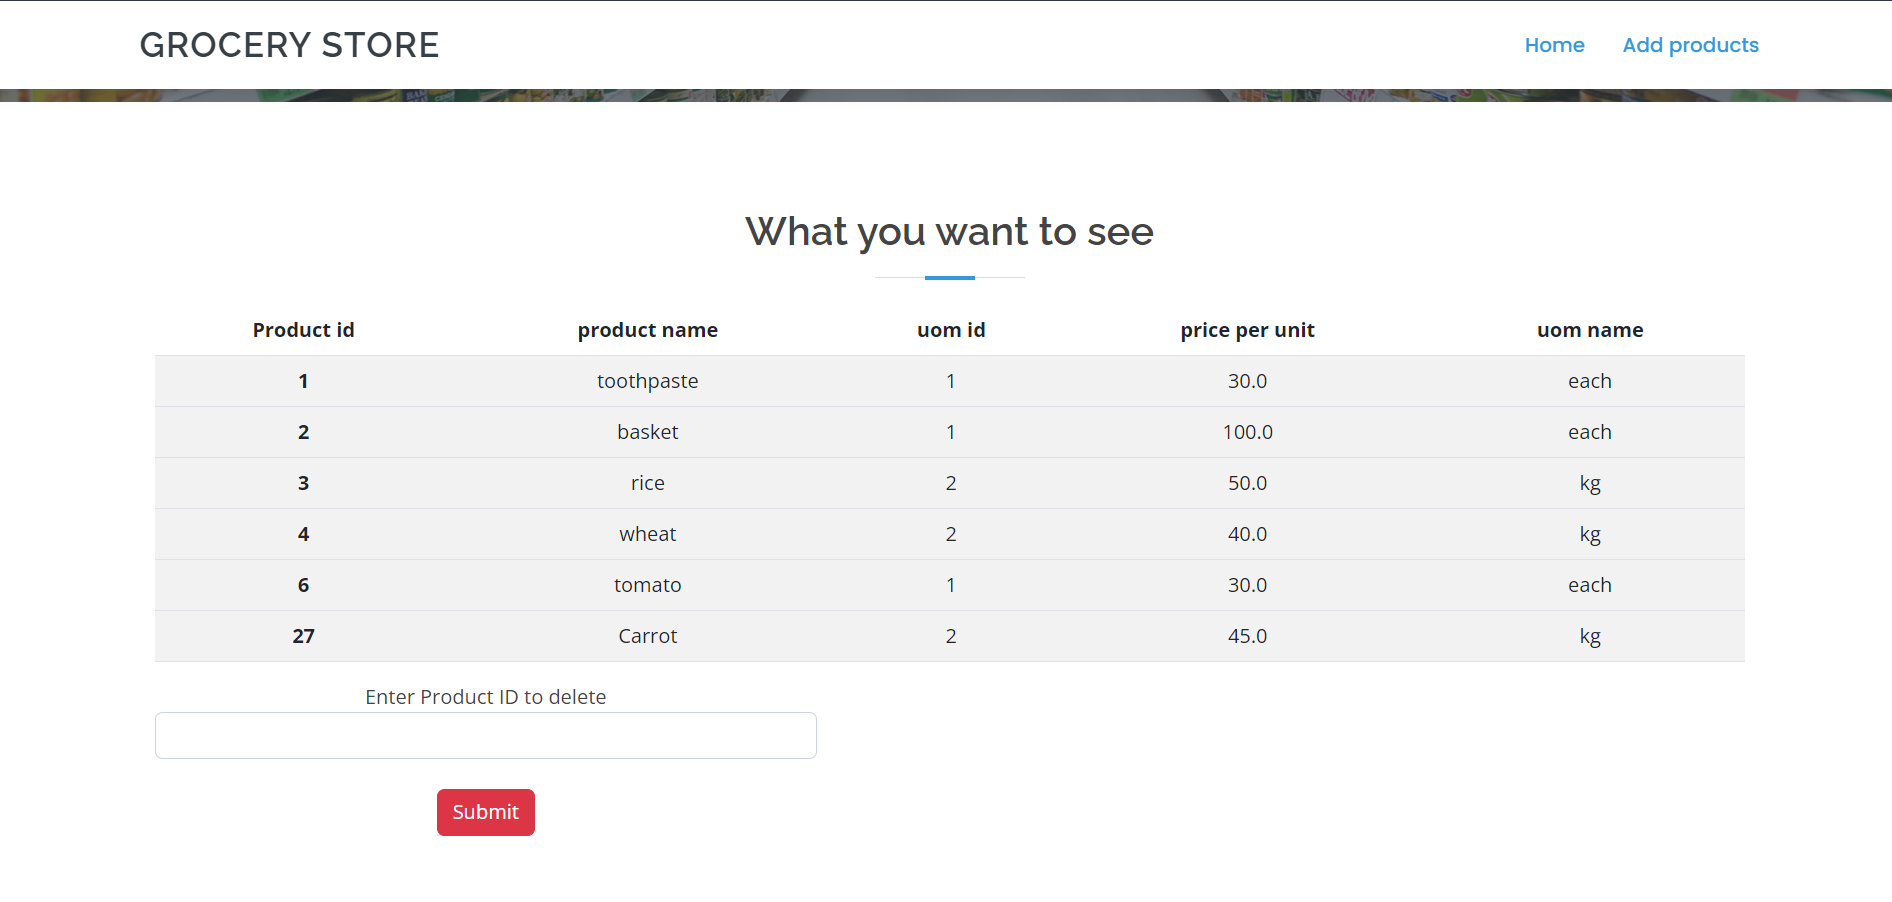 GROCERY STORE Home Add products
What you want to see
Product id product name uom id price per unit uom name
1 toothpaste 1 30.0 each
2 basket 1 100.0 each
3 rice 2 50.0 kg
4 wheat 2 40.0 kg
6 tomato 1 30.0 each
27 Carrot 2 45.0 kg
Enter Product ID to delete
Submit